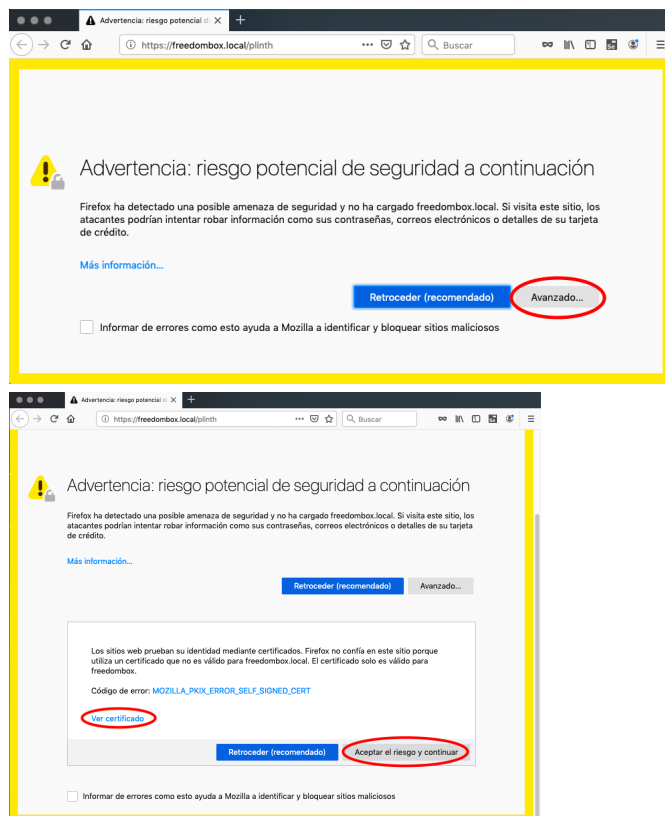 Advertencia: riesgo potencial d
https://freedombox.local/plinth
Buscar
Advertencia: riesgo potencial de seguridad a continuación
Firefox ha detectado una posible amenaza de seguridad y no ha cargado freedombox.local. Si visita este sitio, los
atacantes podrían intentar robar información como sus contraseñas, correos electrónicos o detalles de su tarjeta
de crédito.
Más información...
Retroceder (recomendado)
Avanzado...
Informar de errores como esto ayuda a Mozilla a identificar y bloquear sitios maliciosos
Advertencia: riesgo potencial d
https://freedombox.local/plinth
Buscar
Advertencia: riesgo potencial de seguridad a continuación
Firefox ha detectado una posible amenaza de seguridad y no ha cargado freedombox.local. Si visita este sitio, los
atacantes podrían intentar robar información como sus contraseñas, correos electrónicos o detalles de su tarjeta
de crédito.
Más información...
Retroceder (recomendado)
Avanzado...
Los sitios web prueban su identidad mediante certificados. Firefox no confía en este sitio porque
utiliza un certificado que no es válido para freedombox.local. El certificado solo es válido para
freedombox.
Código de error: MOZILLA_PKIX_ERROR_SELF_SIGNED_CERT
Ver certificado
Retroceder (recomendado)
Aceptar el riesgo y continuar
Informar de errores como esto ayuda a Mozilla a identificar y bloquear sitios maliciosos